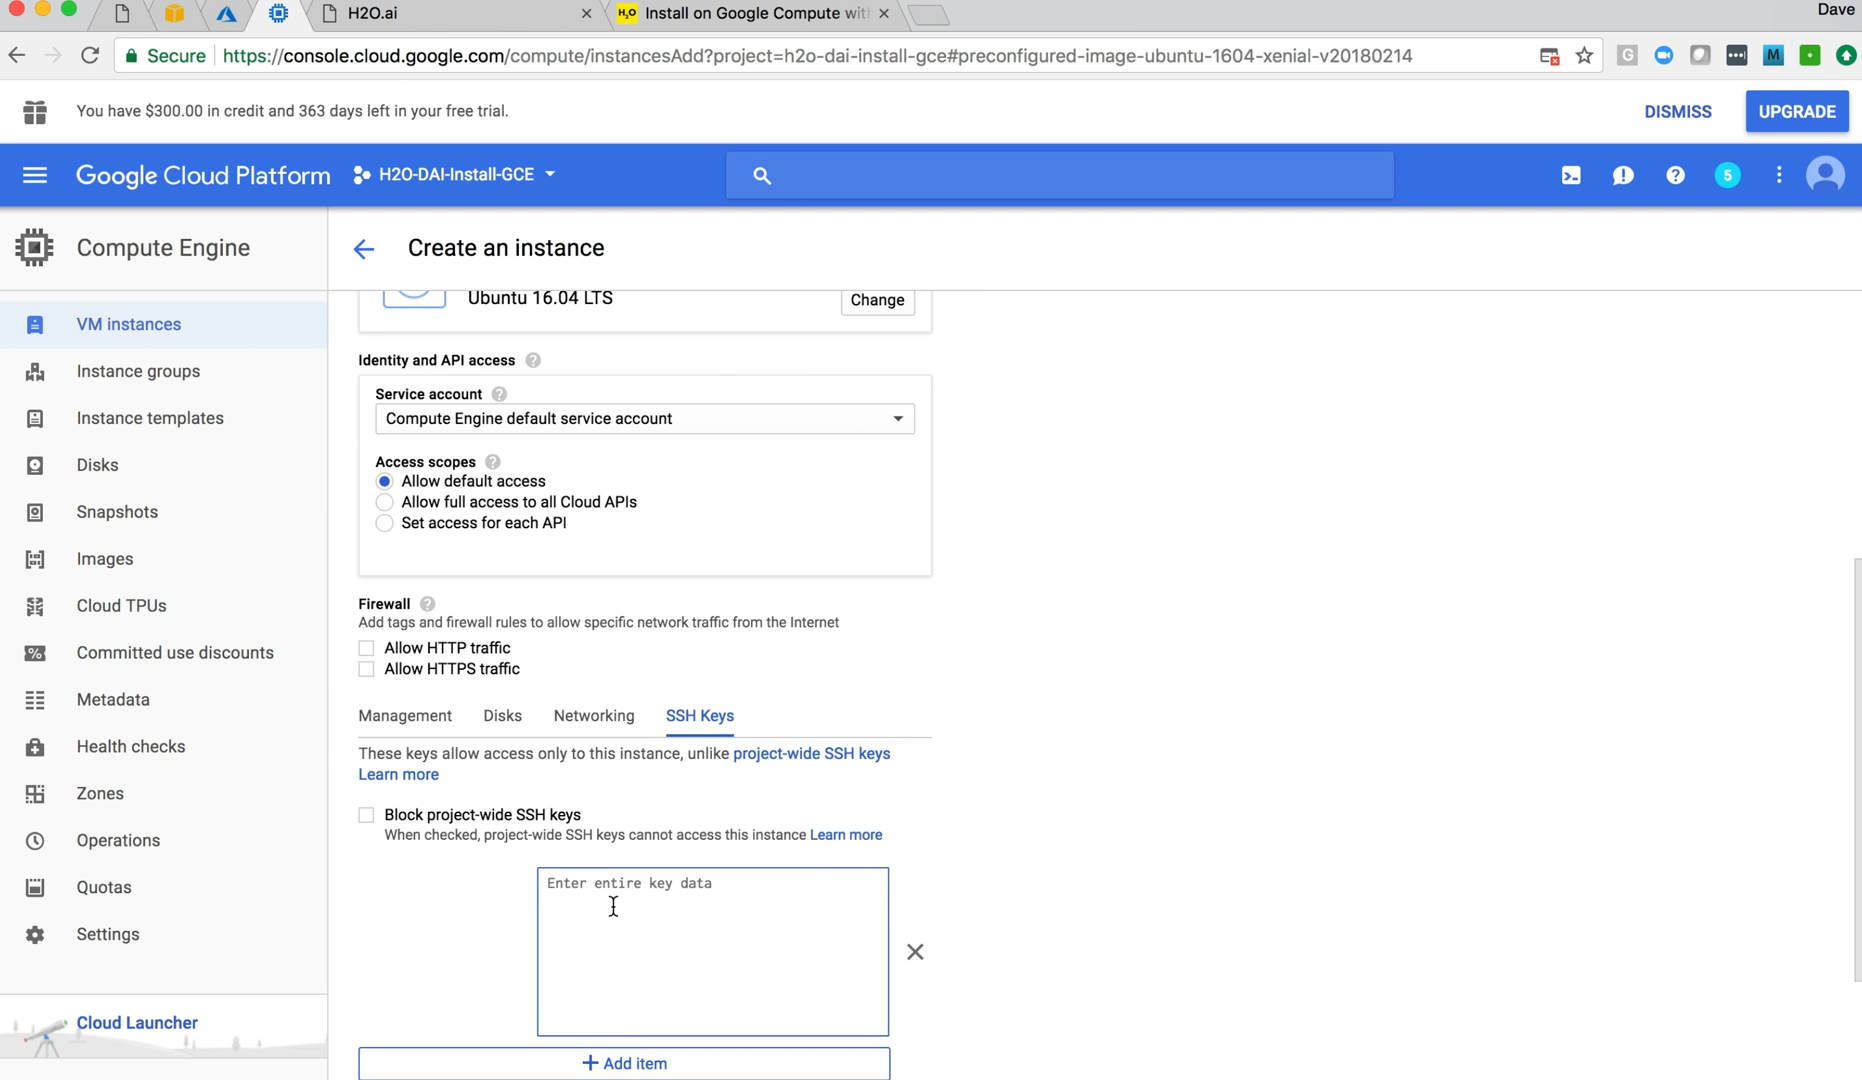 H2O.ai
H2O Install on Google Compute with
Dave
Secure https://console.cloud.google.com/compute/instancesAdd?project=h2o-dai-install-gce#preconfigured-image-ubuntu-1604-xenial-v20180214
You have $300.00 in credit and 363 days left in your free trial.
DISMISS
UPGRADE
Google Cloud Platform
H2O-DAI-Install-GCE
5
Compute Engine
Create an instance
VM instances
Instance groups
Instance templates
Disks
Snapshots
Images
Cloud TPUs
Committed use discounts
Metadata
Health checks
Zones
Operations
Quotas
Settings
Cloud Launcher
Ubuntu 16.04 LTS
Change
Identity and API access
Service account
Compute Engine default service account
Access scopes
Allow default access
Allow full access to all Cloud APIs
Set access for each API
Firewall
Add tags and firewall rules to allow specific network traffic from the Internet
Allow HTTP traffic
Allow HTTPS traffic
Management Disks Networking SSH Keys
These keys allow access only to this instance, unlike project-wide SSH keys
Learn more
Block project-wide SSH keys
When checked, project-wide SSH keys cannot access this instance Learn more
Enter entire key data
+ Add item